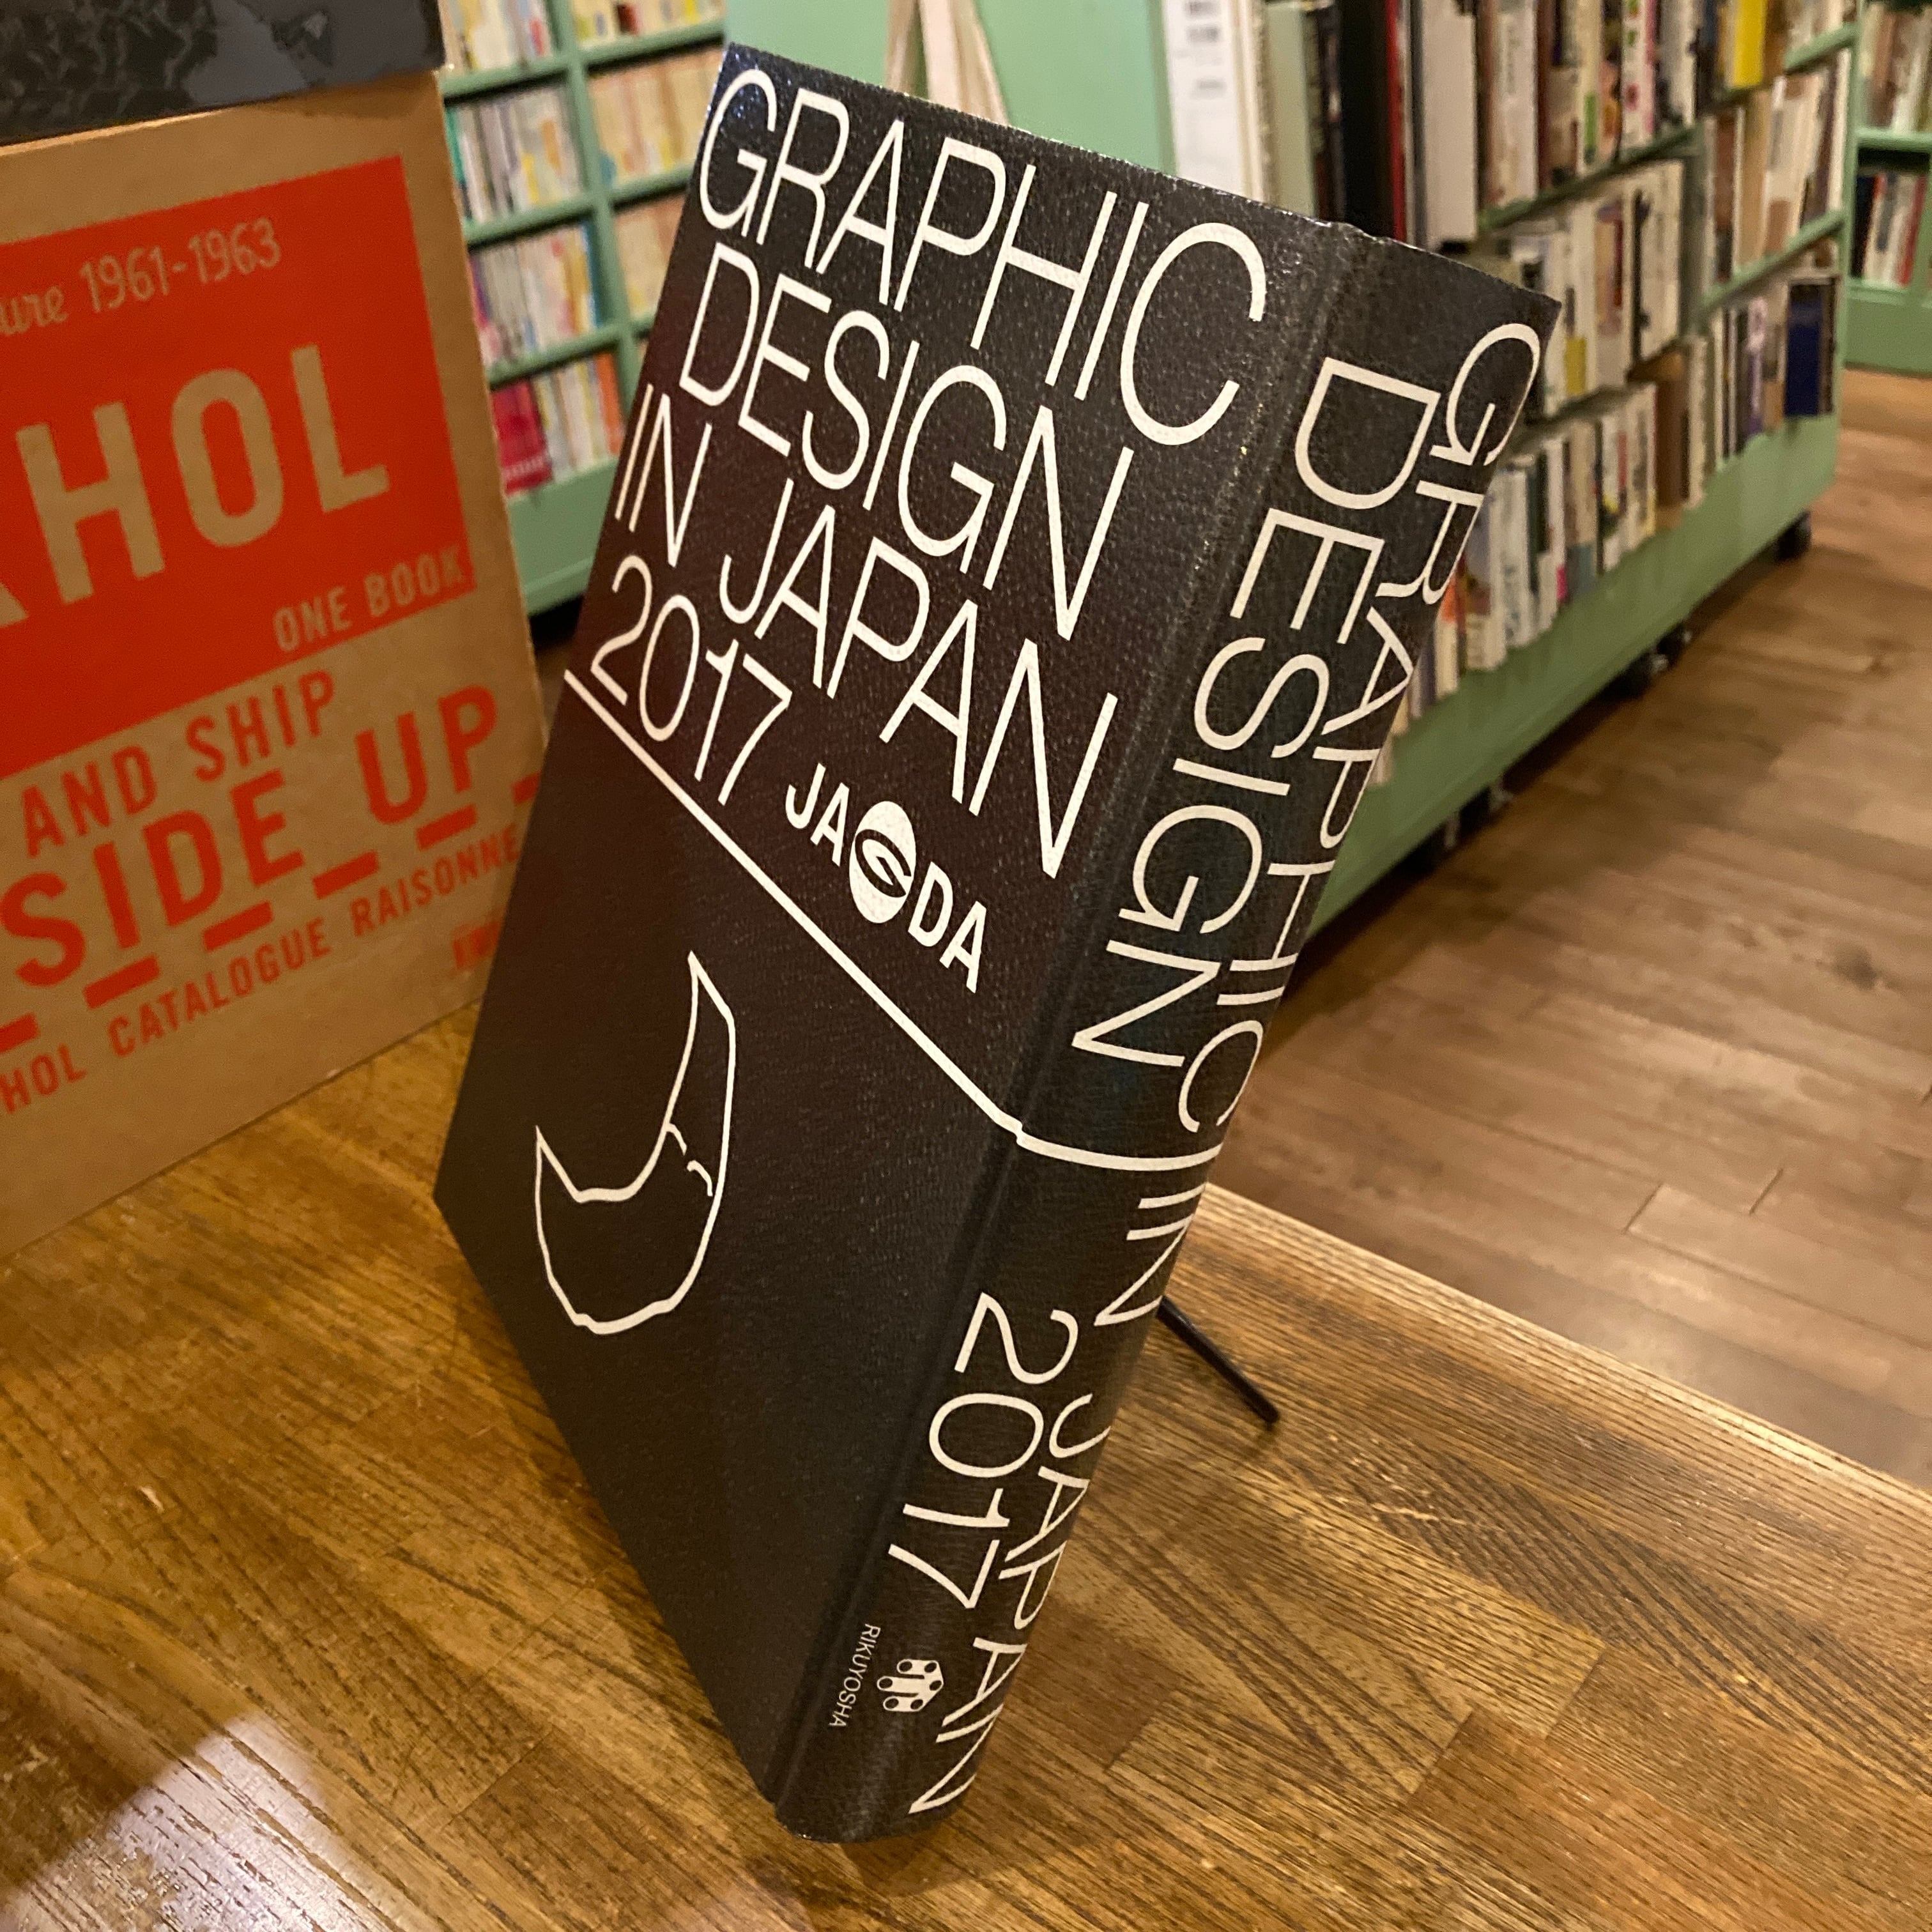 ure 1961-1963
HOL
ONE BOOK
AND SHIP
SIDE UP
HOL CATALOGUE RAISONNE
GRAPHIC
DESIGN
IN JAPAN
2017
JAGDA
GRAPHIC IN JAPAN
DESIGN 2017
RIKUYOSHA